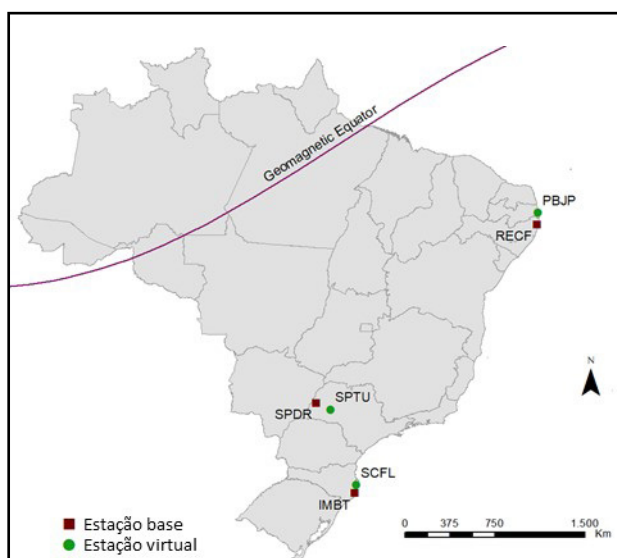 Geomagnetic Equator
PBJP
RECF
SPTU
SPDR
SCFL
IMBT
N
Estação base
Estação virtual
0 375 750 1.500
Km